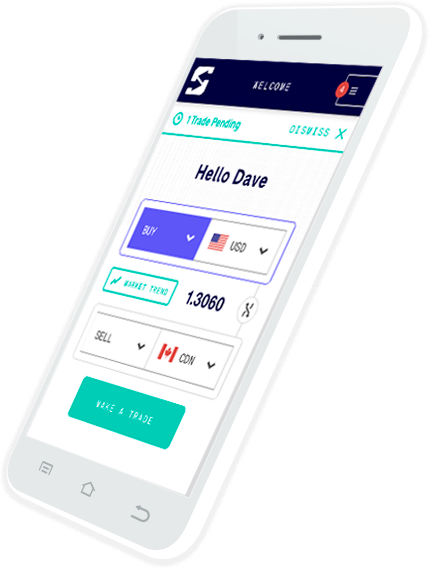 WELCOME
4
1 Trade Pending
DISMISS X
Hello Dave
BUY
USD
MARKET TREND
1.3060
SELL
CDN
MAKE A TRADE